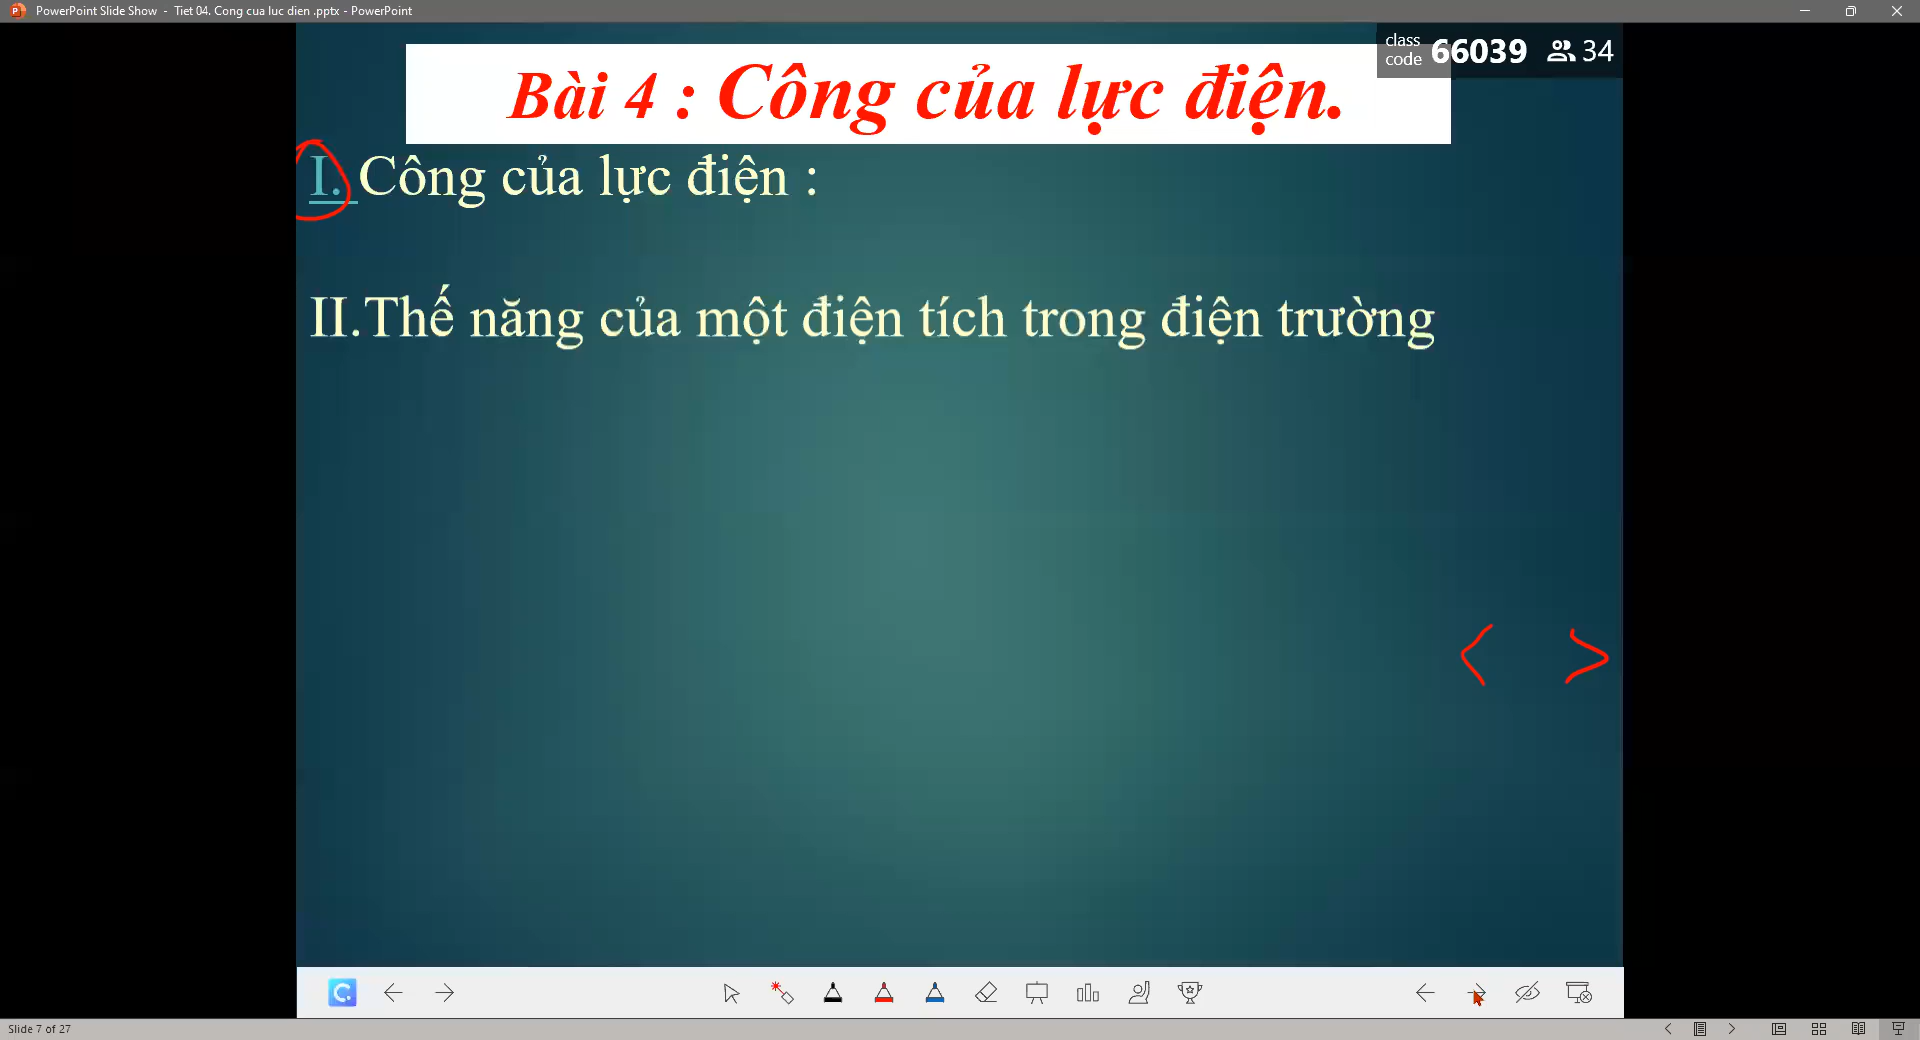 PowerPoint Slide Show - Tiet 04. Cong cua luc dien .pptx - PowerPoint
class code 66039 34
Bài 4 : Công của lực điện.
I. Công của lực điện :
II.Thế năng của một điện tích trong điện trường
< >
Slide 7 of 27